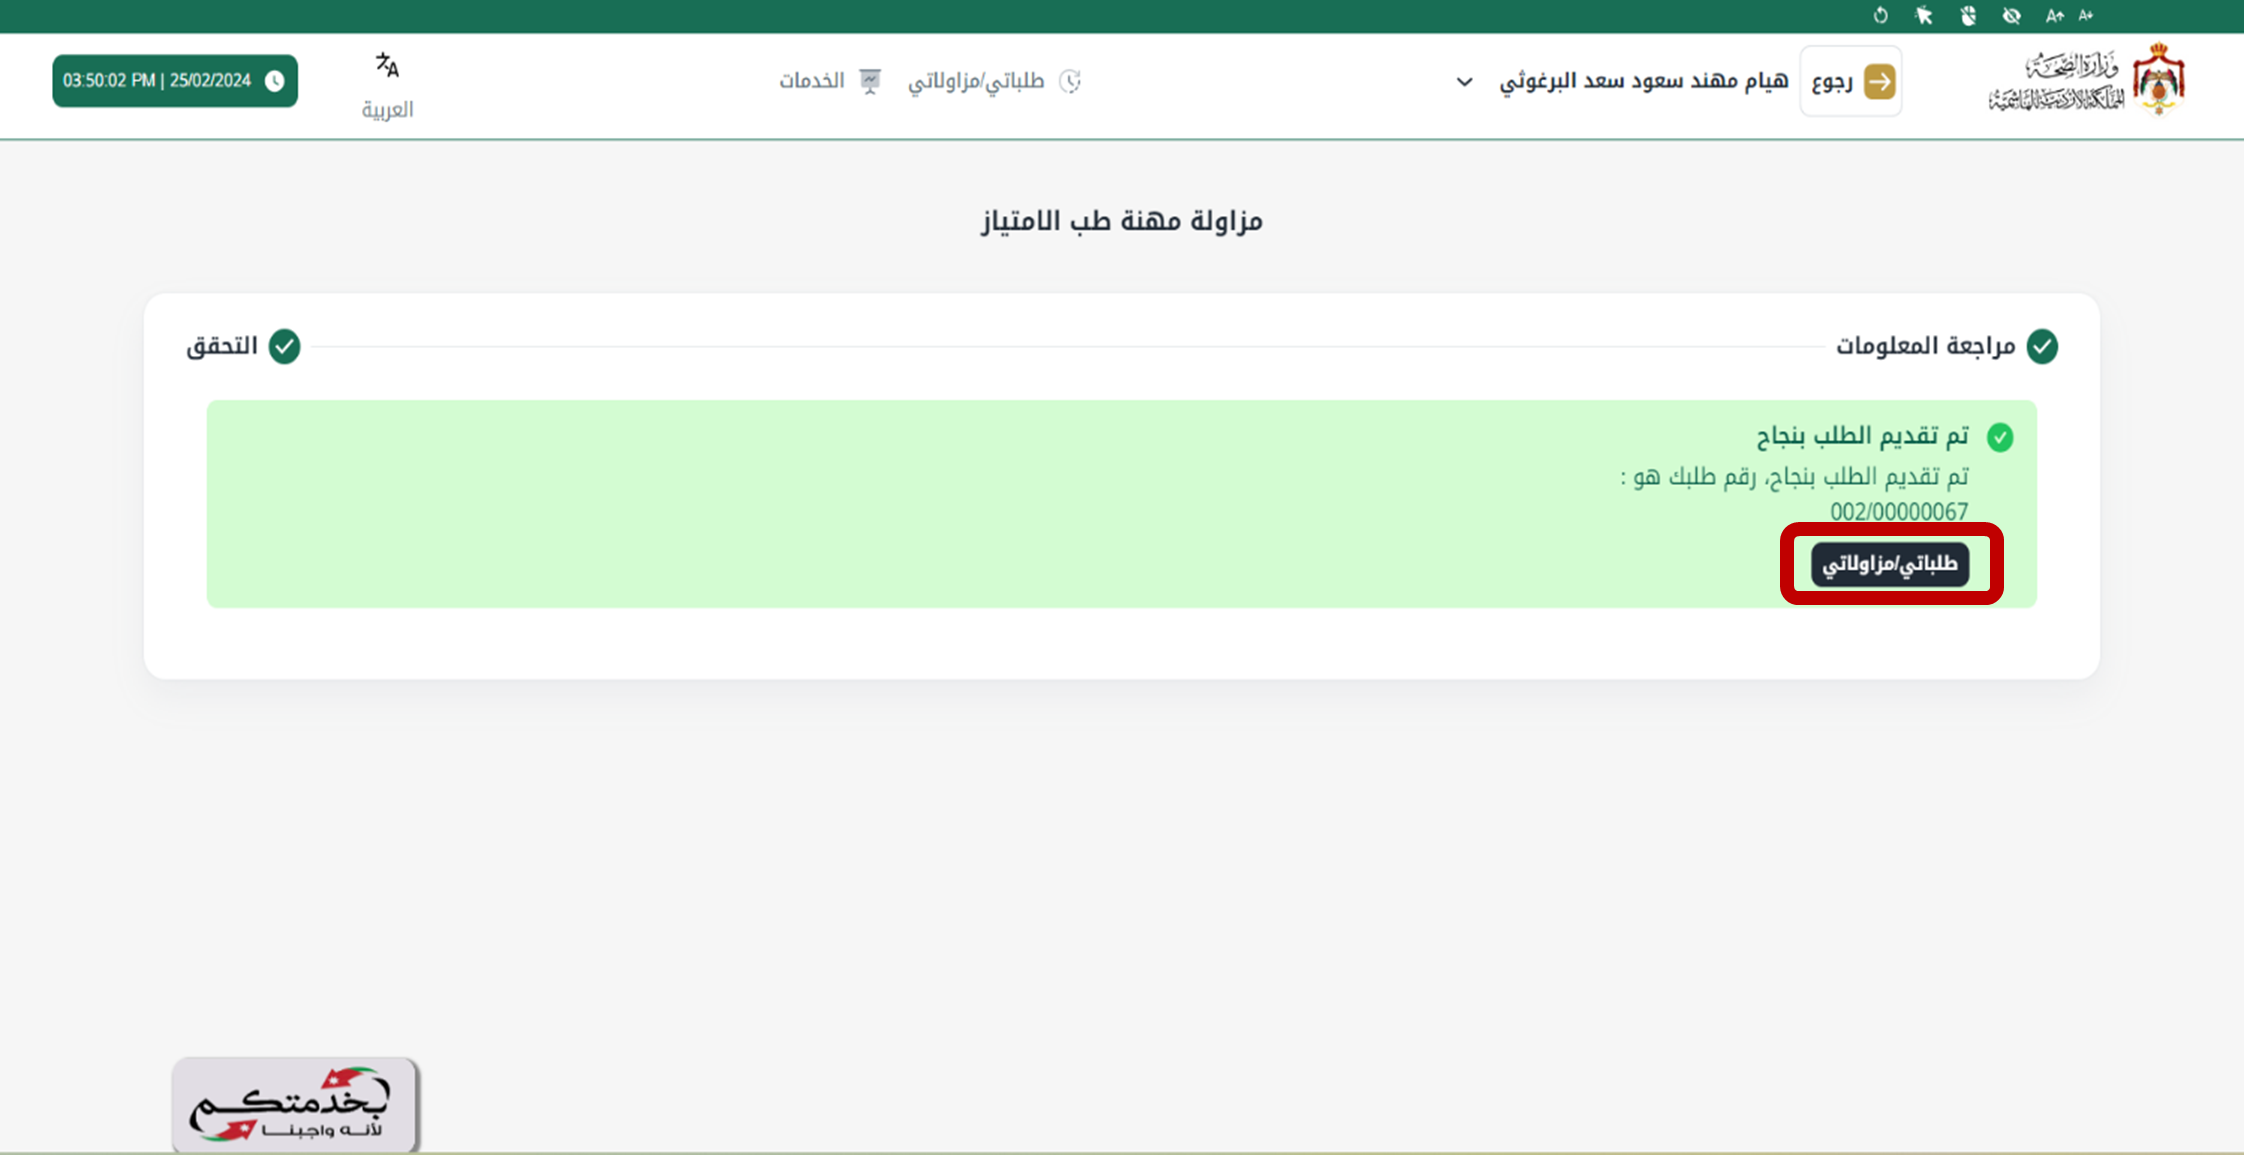 A+ A+
وزارة الصحة
المملكة الأردنية الهاشمية
رجوع
هيام مهند سعود سعد البرغوثي
طلباتي/مزاولاتي
الخدمات
العربية
03:50:02 PM | 25/02/2024
مزاولة مهنة طب الامتياز
مراجعة المعلومات
التحقق
تم تقديم الطلب بنجاح
تم تقديم الطلب بنجاح، رقم طلبك هو :
002/00000067
طلباتي/مزاولاتي
بخدمتكم
لأنه واجبنا